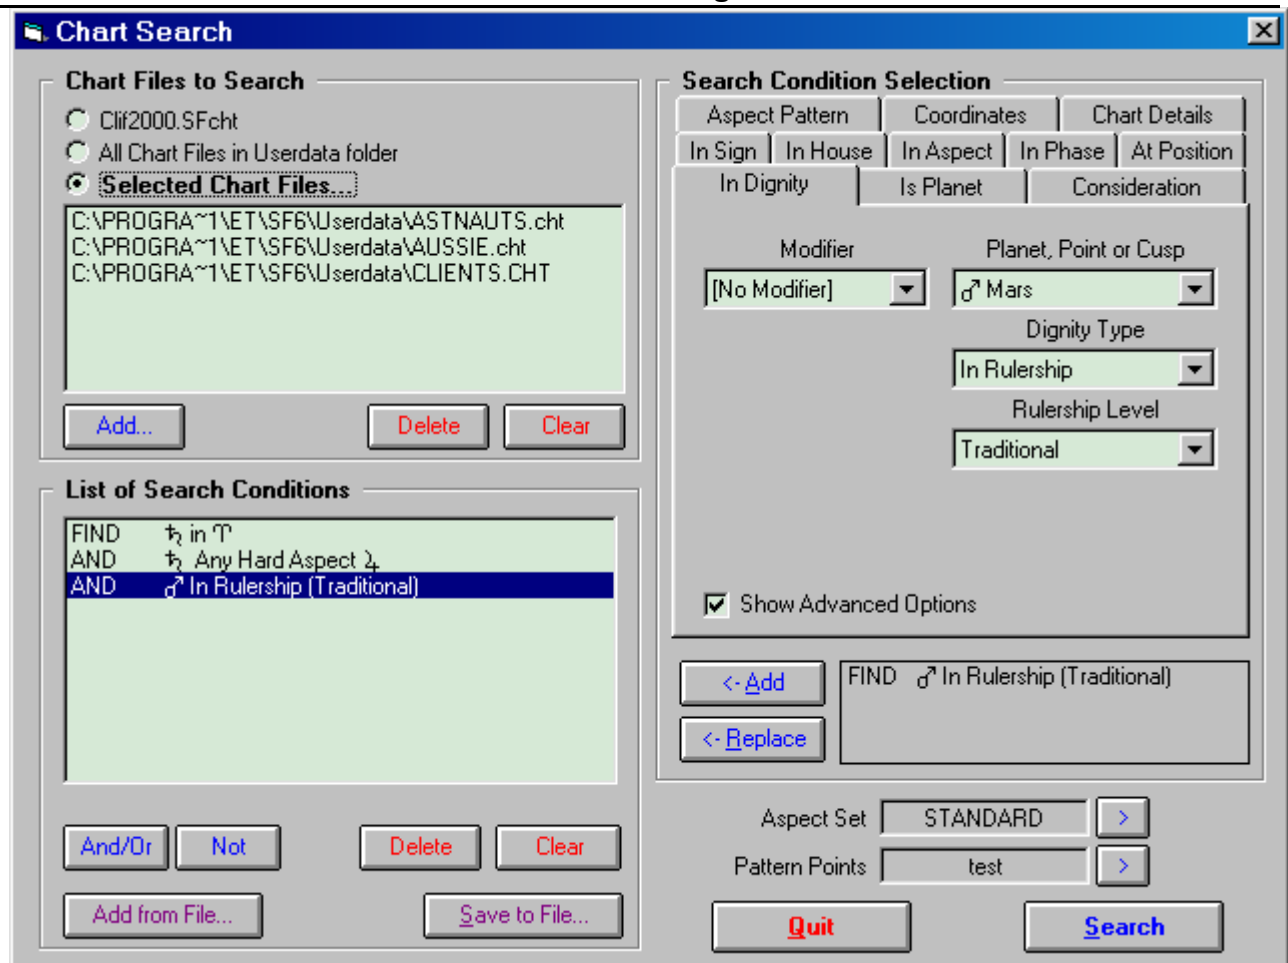 Chart Search
Chart Files to Search
Clif2000.SFcht
All Chart Files in Userdata folder
Selected Chart Files...
C:\PROGRA~1\ET\SF6\Userdata\ASTNAUTS.cht
C:\PROGRA~1\ET\SF6\Userdata\AUSSIE.cht
C:\PROGRA~1\ET\SF6\Userdata\CLIENTS.CHT
Add...
Delete
Clear
List of Search Conditions
FIND ♄ in ♈
AND ♄ Any Hard Aspect ♃
AND ♂ In Rulership (Traditional)
And/Or
Not
Delete
Clear
Add from File...
Save to File...
Search Condition Selection
Aspect Pattern
Coordinates
Chart Details
In Sign
In House
In Aspect
In Phase
At Position
In Dignity
Is Planet
Consideration
Modifier
[No Modifier]
Planet, Point or Cusp
♂ Mars
Dignity Type
In Rulership
Rulership Level
Traditional
Show Advanced Options
<- Add
<- Replace
FIND ♂ In Rulership (Traditional)
Aspect Set
STANDARD
>
Pattern Points
test
>
Quit
Search